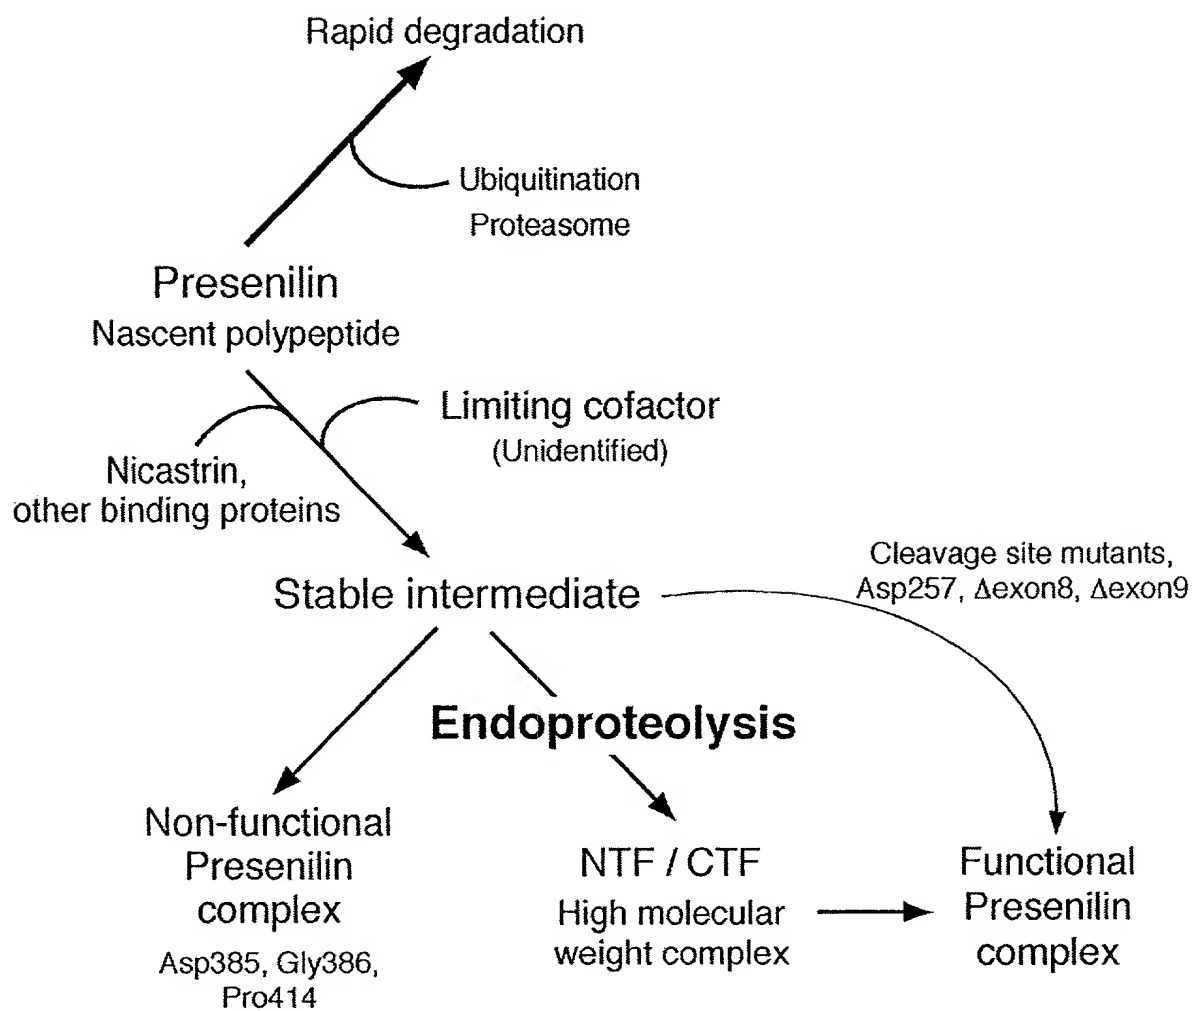 Rapid degradation
Ubiquitination
Proteasome
Presenilin
Nascent polypeptide
Limiting cofactor
(Unidentified)
Nicastrin,
other binding proteins
Cleavage site mutants,
Asp257, Δexon8, Δexon9
Stable intermediate
Endoproteolysis
Non-functional
Presenilin
complex
Asp385, Gly386,
Pro414
NTF / CTF
High molecular
weight complex
Functional
Presenilin
complex